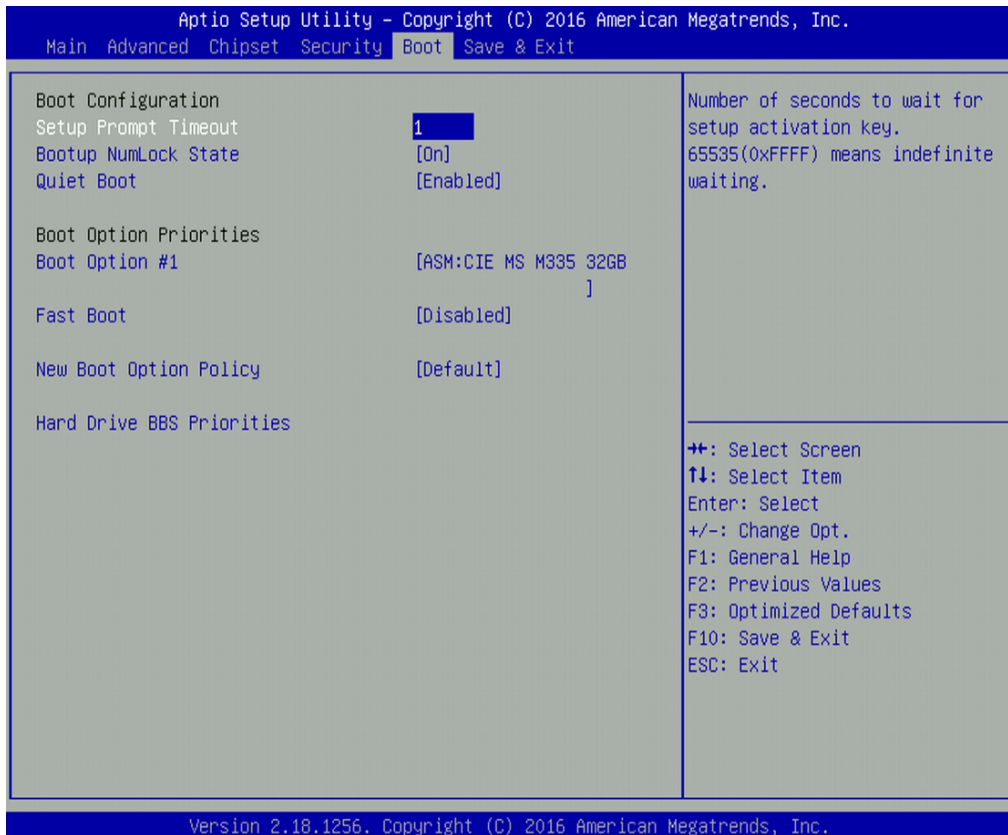 Aptio Setup Utility – Copyright (C) 2016 American Megatrends, Inc.
Main Advanced Chipset Security Boot Save & Exit
Boot Configuration
Setup Prompt Timeout 1
Bootup NumLock State [On]
Quiet Boot [Enabled]
Boot Option Priorities
Boot Option #1 [ASM:CIE MS M335 32GB
]
Fast Boot [Disabled]
New Boot Option Policy [Default]
Hard Drive BBS Priorities
Number of seconds to wait for
setup activation key.
65535(0xFFFF) means indefinite
waiting.
→←: Select Screen
↑↓: Select Item
Enter: Select
+/-: Change Opt.
F1: General Help
F2: Previous Values
F3: Optimized Defaults
F10: Save & Exit
ESC: Exit
Version 2.18.1256. Copyright (C) 2016 American Megatrends, Inc.